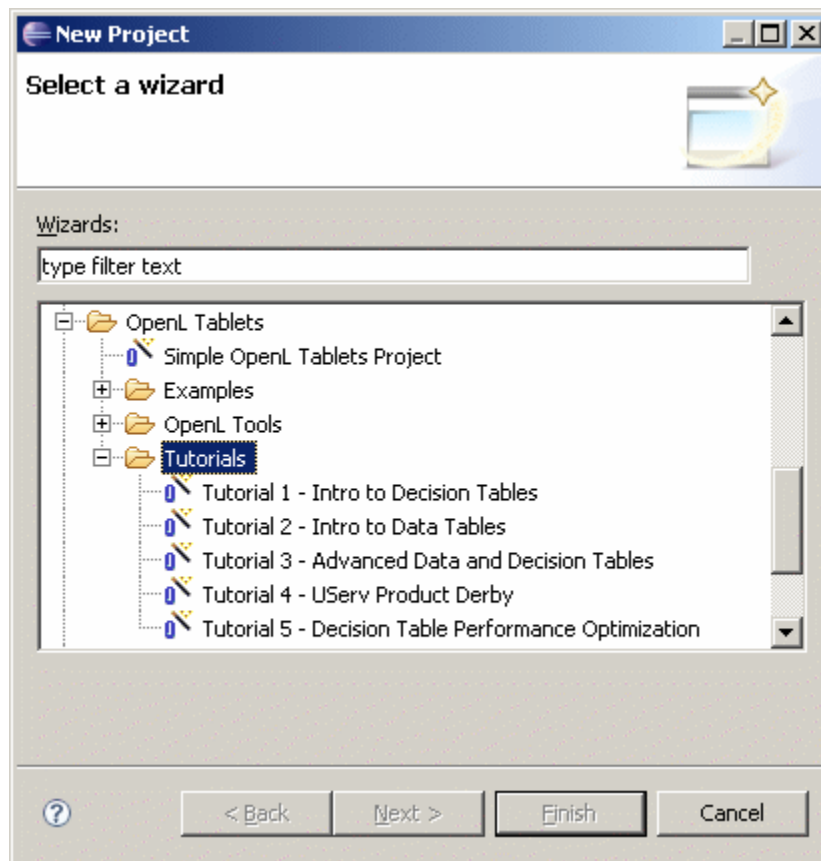 New Project
Select a wizard
Wizards:
type filter text
OpenL Tablets
Simple OpenL Tablets Project
Examples
OpenL Tools
Tutorials
Tutorial 1 - Intro to Decision Tables
Tutorial 2 - Intro to Data Tables
Tutorial 3 - Advanced Data and Decision Tables
Tutorial 4 - UServ Product Derby
Tutorial 5 - Decision Table Performance Optimization
? < Back Next > Finish Cancel